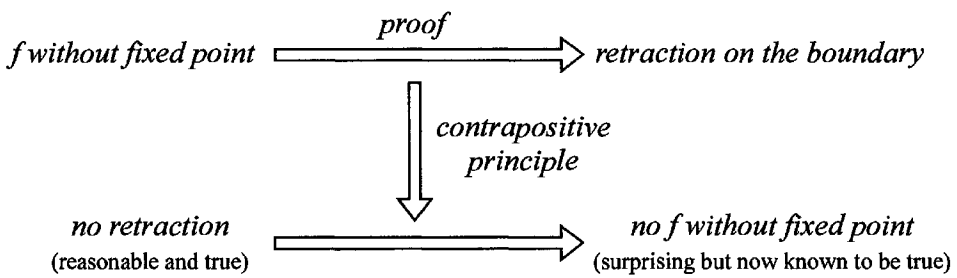 proof
f without fixed point
retraction on the boundary
contrapositive
principle
no retraction
no f without fixed point
(reasonable and true)
(surprising but now known to be true)